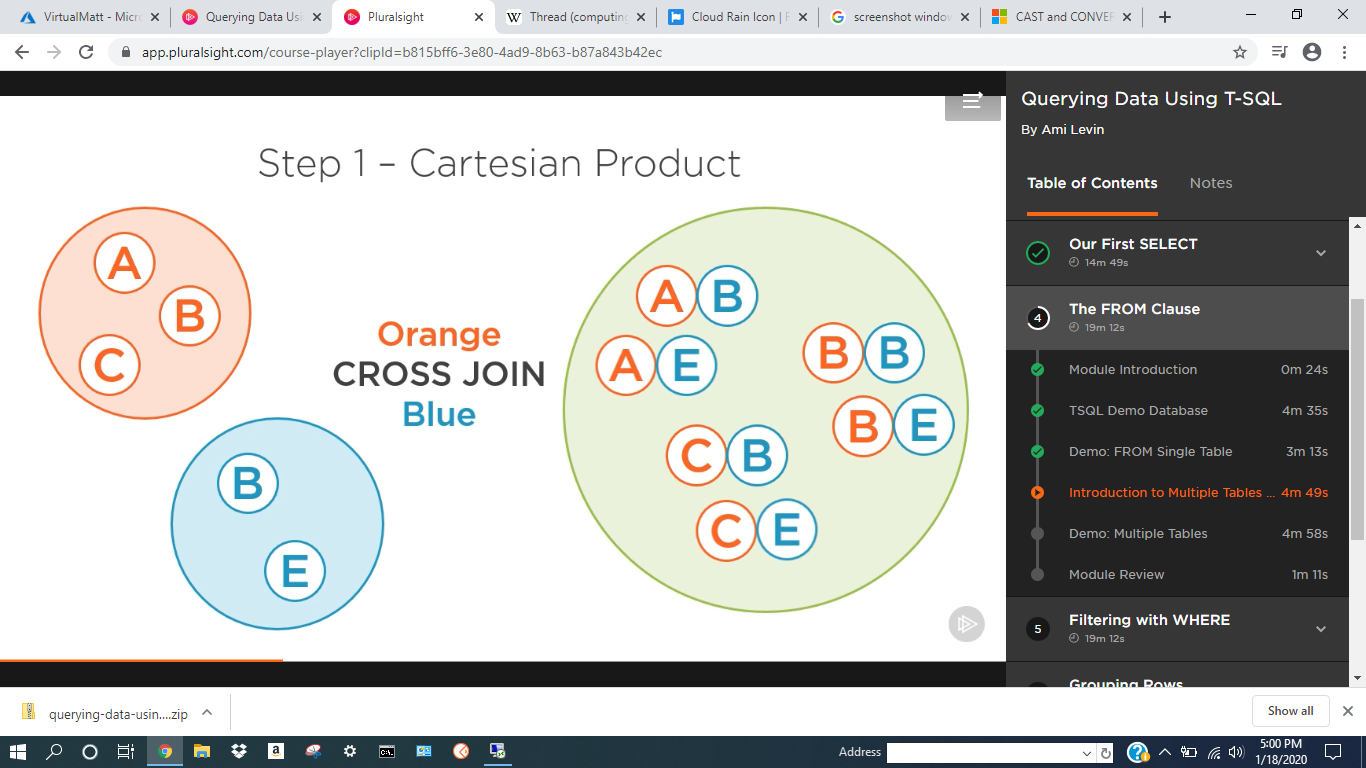 VirtualMatt - Micr
Querying Data Usi
Pluralsight
Thread (computing
Cloud Rain Icon | F
screenshot window
CAST and CONVER
app.pluralsight.com/course-player?clipId=b815bff6-3e80-4ad9-8b63-b87a843b42ec
Step 1 – Cartesian Product
A
B
C
B
E
Orange
CROSS JOIN
Blue
A B
A E
B B
B E
C B
C E
Querying Data Using T-SQL
By Ami Levin
Table of Contents
Notes
Our First SELECT
14m 49s
4
The FROM Clause
19m 12s
Module Introduction 0m 24s
TSQL Demo Database 4m 35s
Demo: FROM Single Table 3m 13s
Introduction to Multiple Tables ... 4m 49s
Demo: Multiple Tables 4m 58s
Module Review 1m 11s
5
Filtering with WHERE
19m 12s
Grouping Rows
querying-data-usin....zip
Show all
Address
5:00 PM
1/18/2020